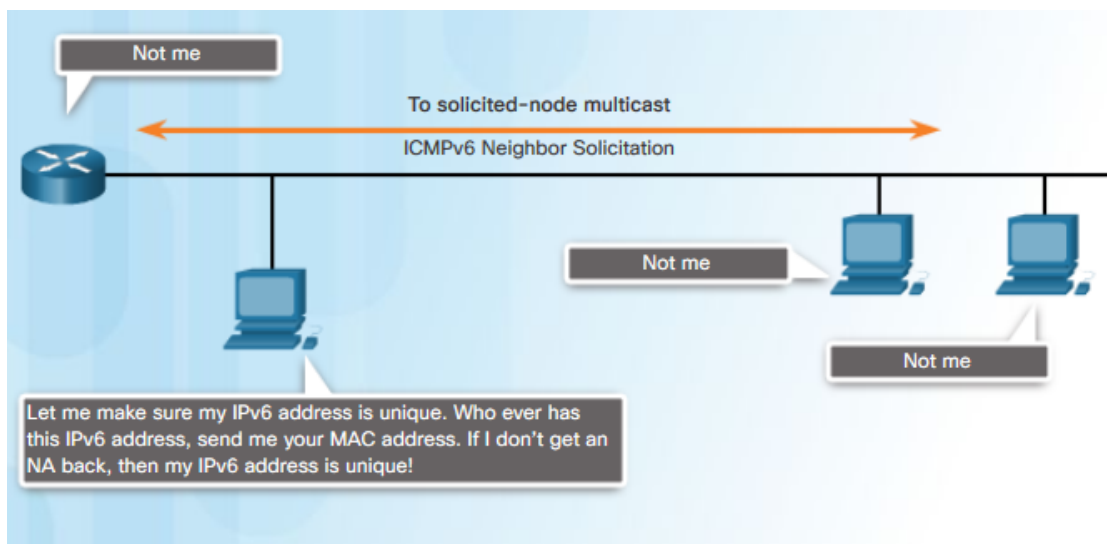 Not me
To solicited-node multicast
ICMPv6 Neighbor Solicitation
Not me
Not me
Let me make sure my IPv6 address is unique. Who ever has
this IPv6 address, send me your MAC address. If I don't get an
NA back, then my IPv6 address is unique!